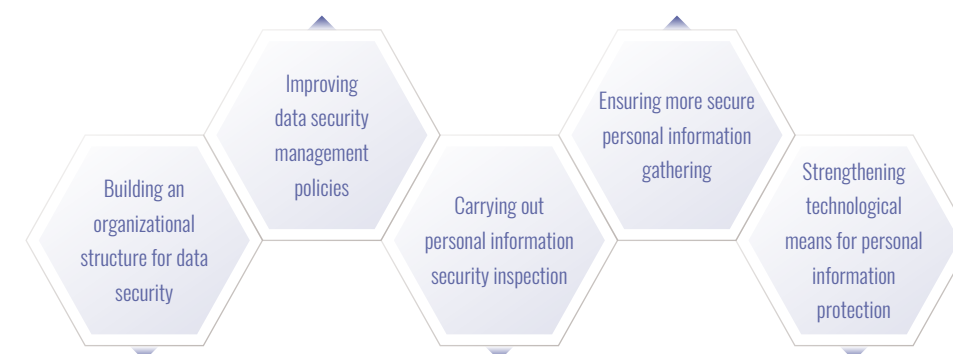 Building an
organizational
structure for data
security
Improving
data security
management
policies
Carrying out
personal information
security inspection
Ensuring more secure
personal information
gathering
Strengthening
technological
means for personal
information
protection